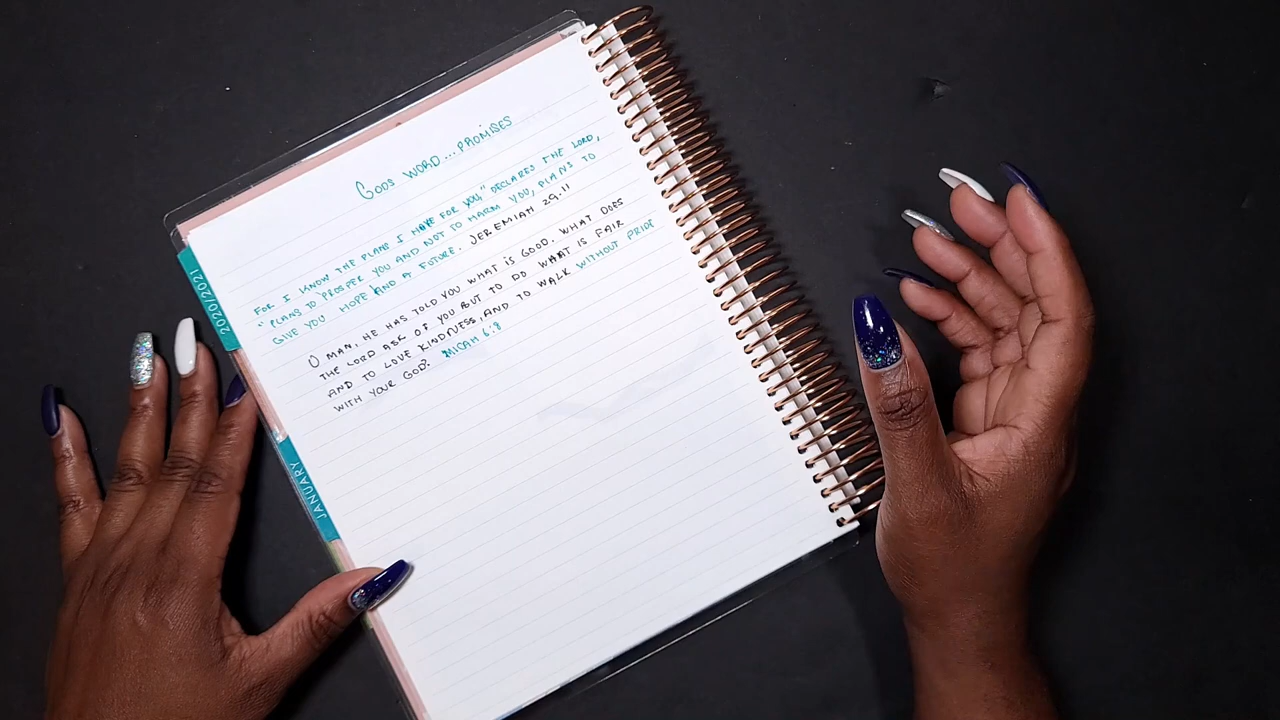 GODS WORD... PROMISES
FOR I KNOW THE PLANS I HAVE FOR YOU," DECLARES THE LORD,
"PLANS TO PROSPER YOU AND NOT TO HARM YOU, PLANS TO
GIVE YOU HOPE AND A FUTURE. JEREMIAH 29.11
O MAN, HE HAS TOLD YOU WHAT IS GOOD. WHAT DOES
THE LORD ASK OF YOU BUT TO DO WHAT IS FAIR
AND TO LOVE KINDNESS, AND TO WALK WITHOUT PRIDE
WITH YOUR GOD? MICAH 6:8
2020/2021
JANUARY